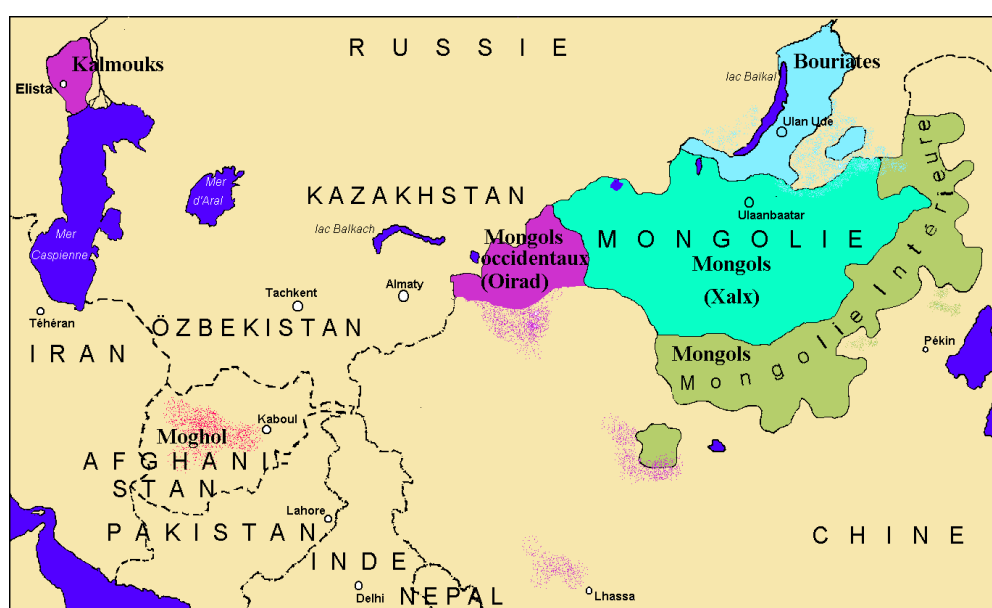 RUSSIE
Kalmouks
Elista
Bouriates
lac Baïkal
Ulan Ude
Mer
d'Aral
KAZAKHSTAN
lac Balkach
Mer
Caspienne
Téhéran
IRAN
Tachkent
Almaty
ÖZBEKISTAN
Mongols
occidentaux
(Oirad)
Ulaanbaatar
MONGOLIE
Mongols
(Xalx)
Mongols
Mongolie Interieure
Pékin
Moghol
Kaboul
AFGHANI-
STAN
PAKISTAN
Lahore
INDE
Delhi
NEPAL
Lhassa
CHINE